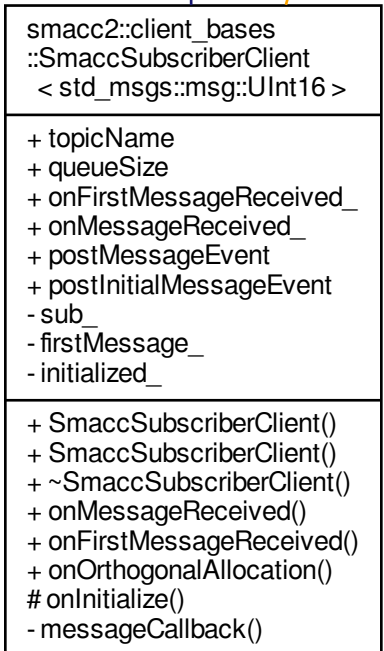 smacc2::client_bases
::SmaccSubscriberClient
< std_msgs::msg::UInt16 >
+ topicName
+ queueSize
+ onFirstMessageReceived_
+ onMessageReceived_
+ postMessageEvent
+ postInitialMessageEvent
- sub_
- firstMessage_
- initialized_
+ SmaccSubscriberClient()
+ SmaccSubscriberClient()
+ ~SmaccSubscriberClient()
+ onMessageReceived()
+ onFirstMessageReceived()
+ onOrthogonalAllocation()
# onInitialize()
- messageCallback()